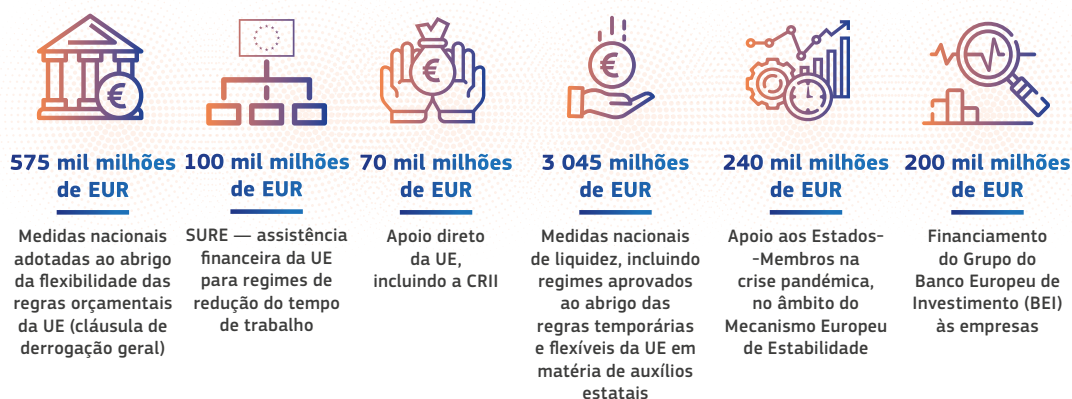 575 mil milhões
de EUR
Medidas nacionais
adotadas ao abrigo
da flexibilidade das
regras orçamentais
da UE (cláusula de
derrogação geral)
100 mil milhões
de EUR
SURE — assistência
financeira da UE
para regimes de
redução do tempo
de trabalho
70 mil milhões
de EUR
Apoio direto
da UE,
incluindo a CRII
3 045 milhões
de EUR
Medidas nacionais
de liquidez, incluindo
regimes aprovados
ao abrigo das
regras temporárias
e flexíveis da UE em
matéria de auxílios
estatais
240 mil milhões
de EUR
Apoio aos Estados-
-Membros na
crise pandémica,
no âmbito do
Mecanismo Europeu
de Estabilidade
200 mil milhões
de EUR
Financiamento
do Grupo do
Banco Europeu de
Investimento (BEI)
às empresas